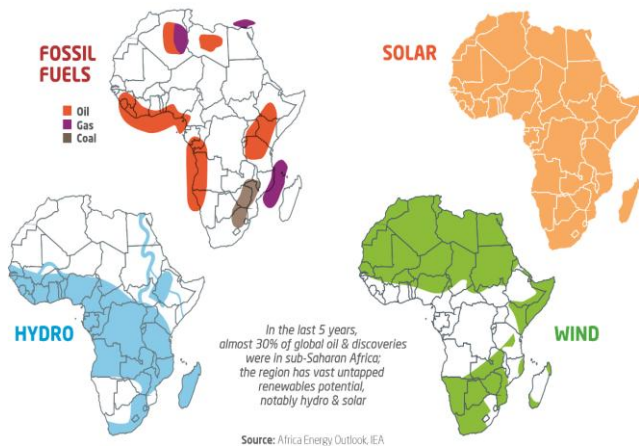 FOSSIL
FUELS
Oil
Gas
Coal
SOLAR
HYDRO
In the last 5 years,
almost 30% of global oil & discoveries
were in sub-Saharan Africa;
the region has vast untapped
renewables potential,
notably hydro & solar
WIND
Source: Africa Energy Outlook, IEA